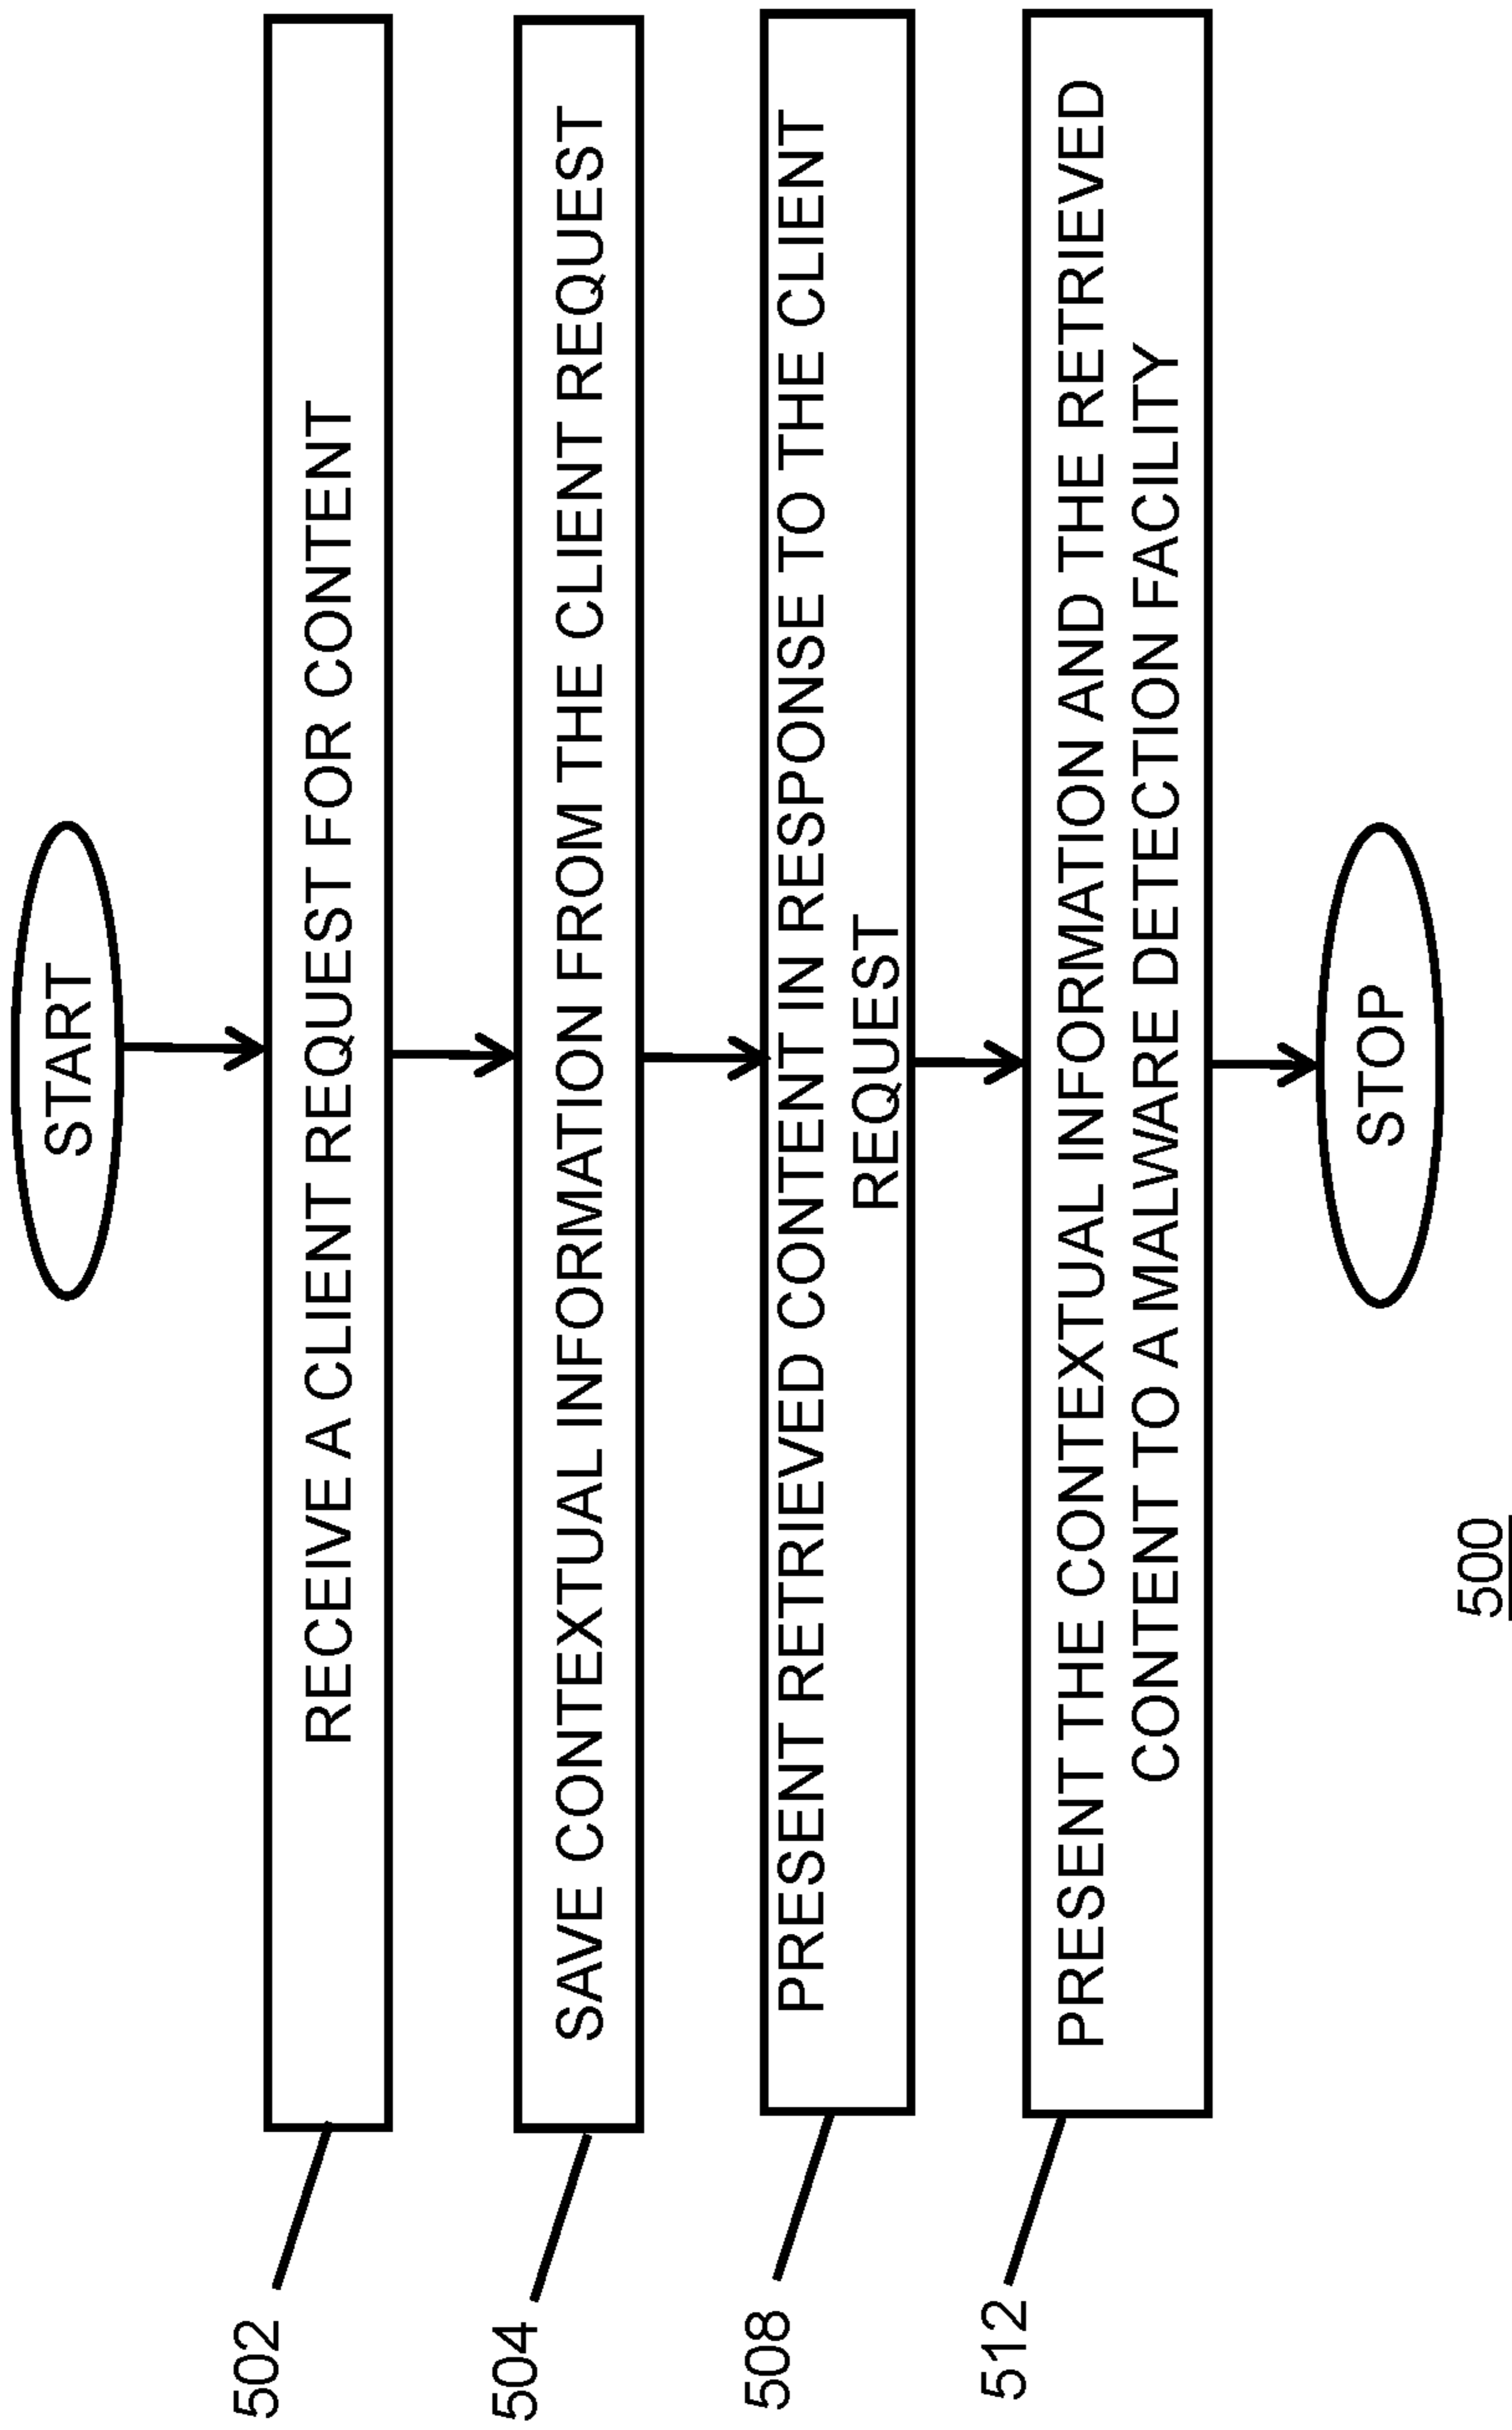 START
502
RECEIVE A CLIENT REQUEST FOR CONTENT
504
SAVE CONTEXTUAL INFORMATION FROM THE CLIENT REQUEST
508
PRESENT RETRIEVED CONTENT IN RESPONSE TO THE CLIENT
REQUEST
512
PRESENT THE CONTEXTUAL INFORMATION AND THE RETRIEVED
CONTENT TO A MALWARE DETECTION FACILITY
STOP
500